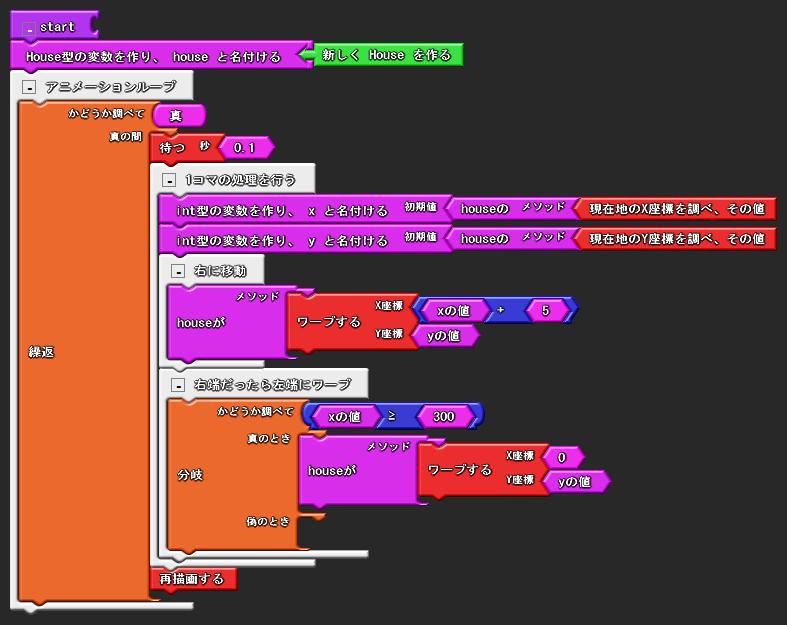 start
House型の変数を作り、 house と名付ける 新しく House を作る
アニメーションループ
かどうか調べて 真
真の間
待つ 秒 0.1
1コマの処理を行う
int型の変数を作り、 x と名付ける 初期値 houseの メソッド 現在地のX座標を調べ、その値
int型の変数を作り、 y と名付ける 初期値 houseの メソッド 現在地のY座標を調べ、その値
右に移動
メソッド
houseが ワープする X座標 xの値 + 5
Y座標 yの値
繰返
右端だったら左端にワープ
かどうか調べて xの値 ≥ 300
真のとき
メソッド
houseが ワープする X座標 0
Y座標 yの値
分岐
偽のとき
再描画する